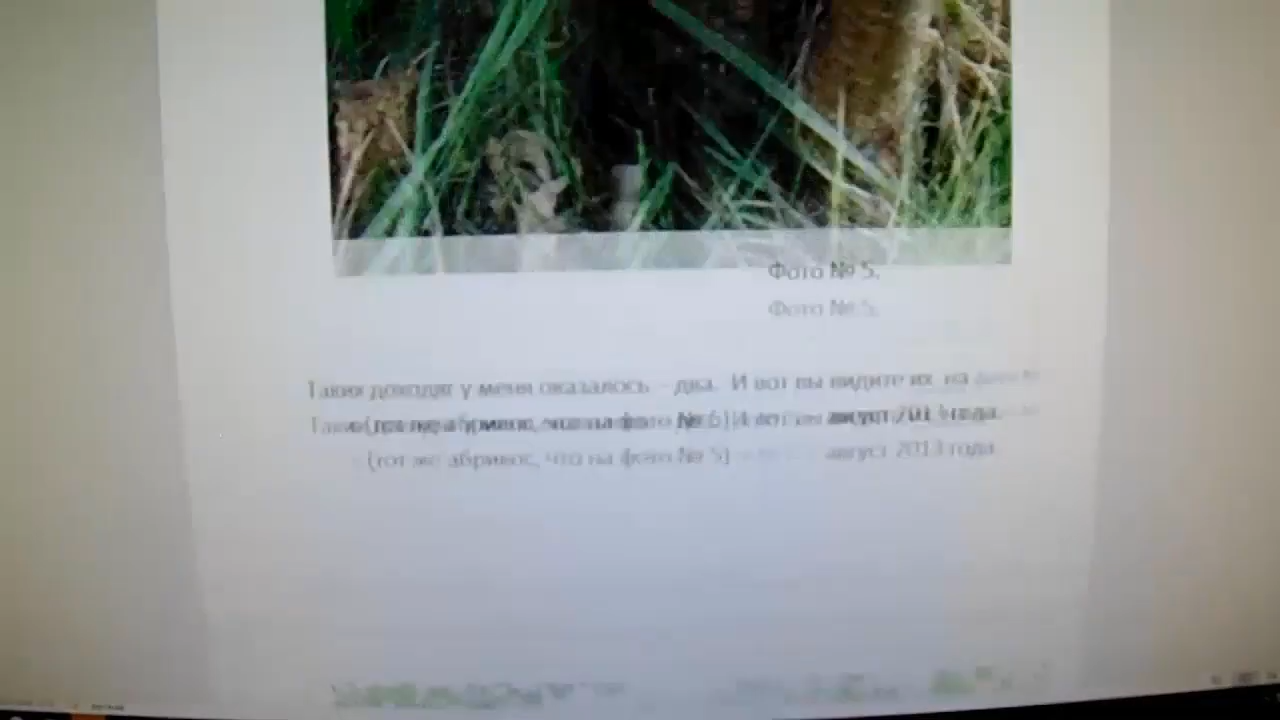 Фото № 5.
Таких доходяг у меня оказалось – два. И вот вы видите их на
(тот же абрикос, что на фото № 5) август 2013 года